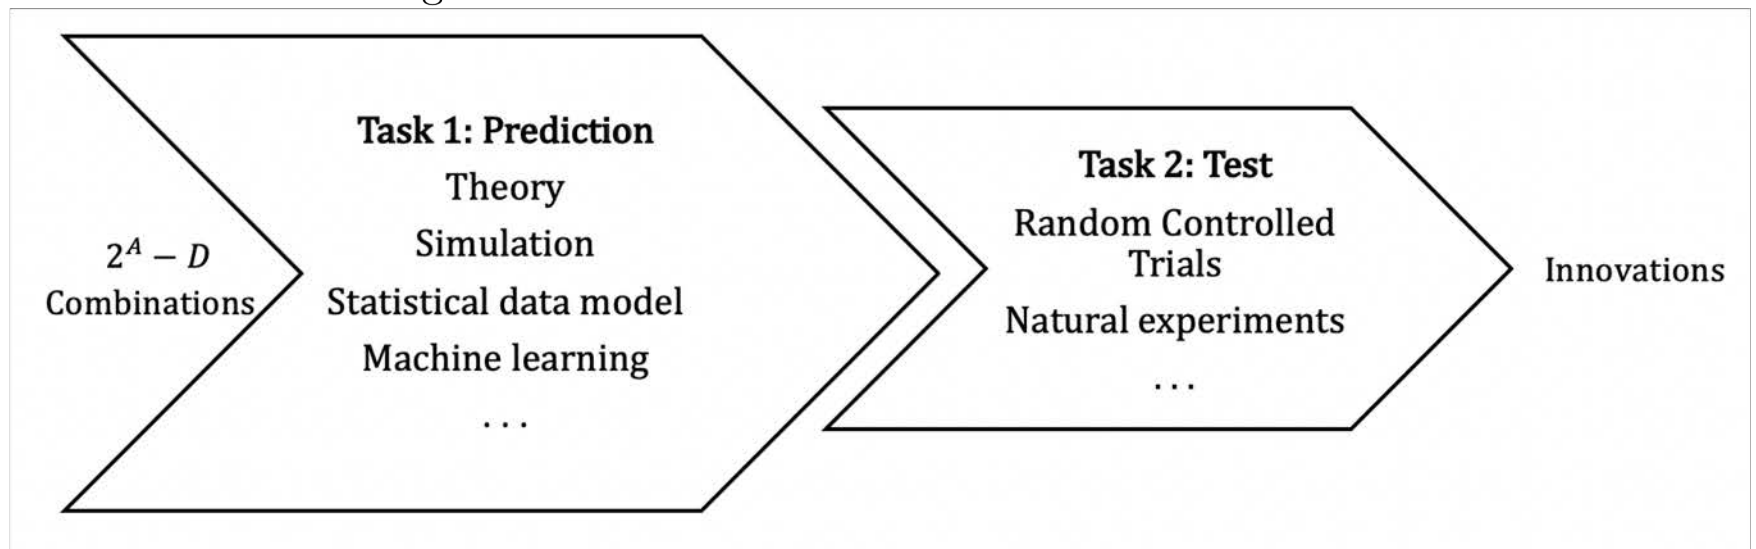 2^A − D
Combinations
Task 1: Prediction
Theory
Simulation
Statistical data model
Machine learning
...
Task 2: Test
Random Controlled
Trials
Natural experiments
...
Innovations